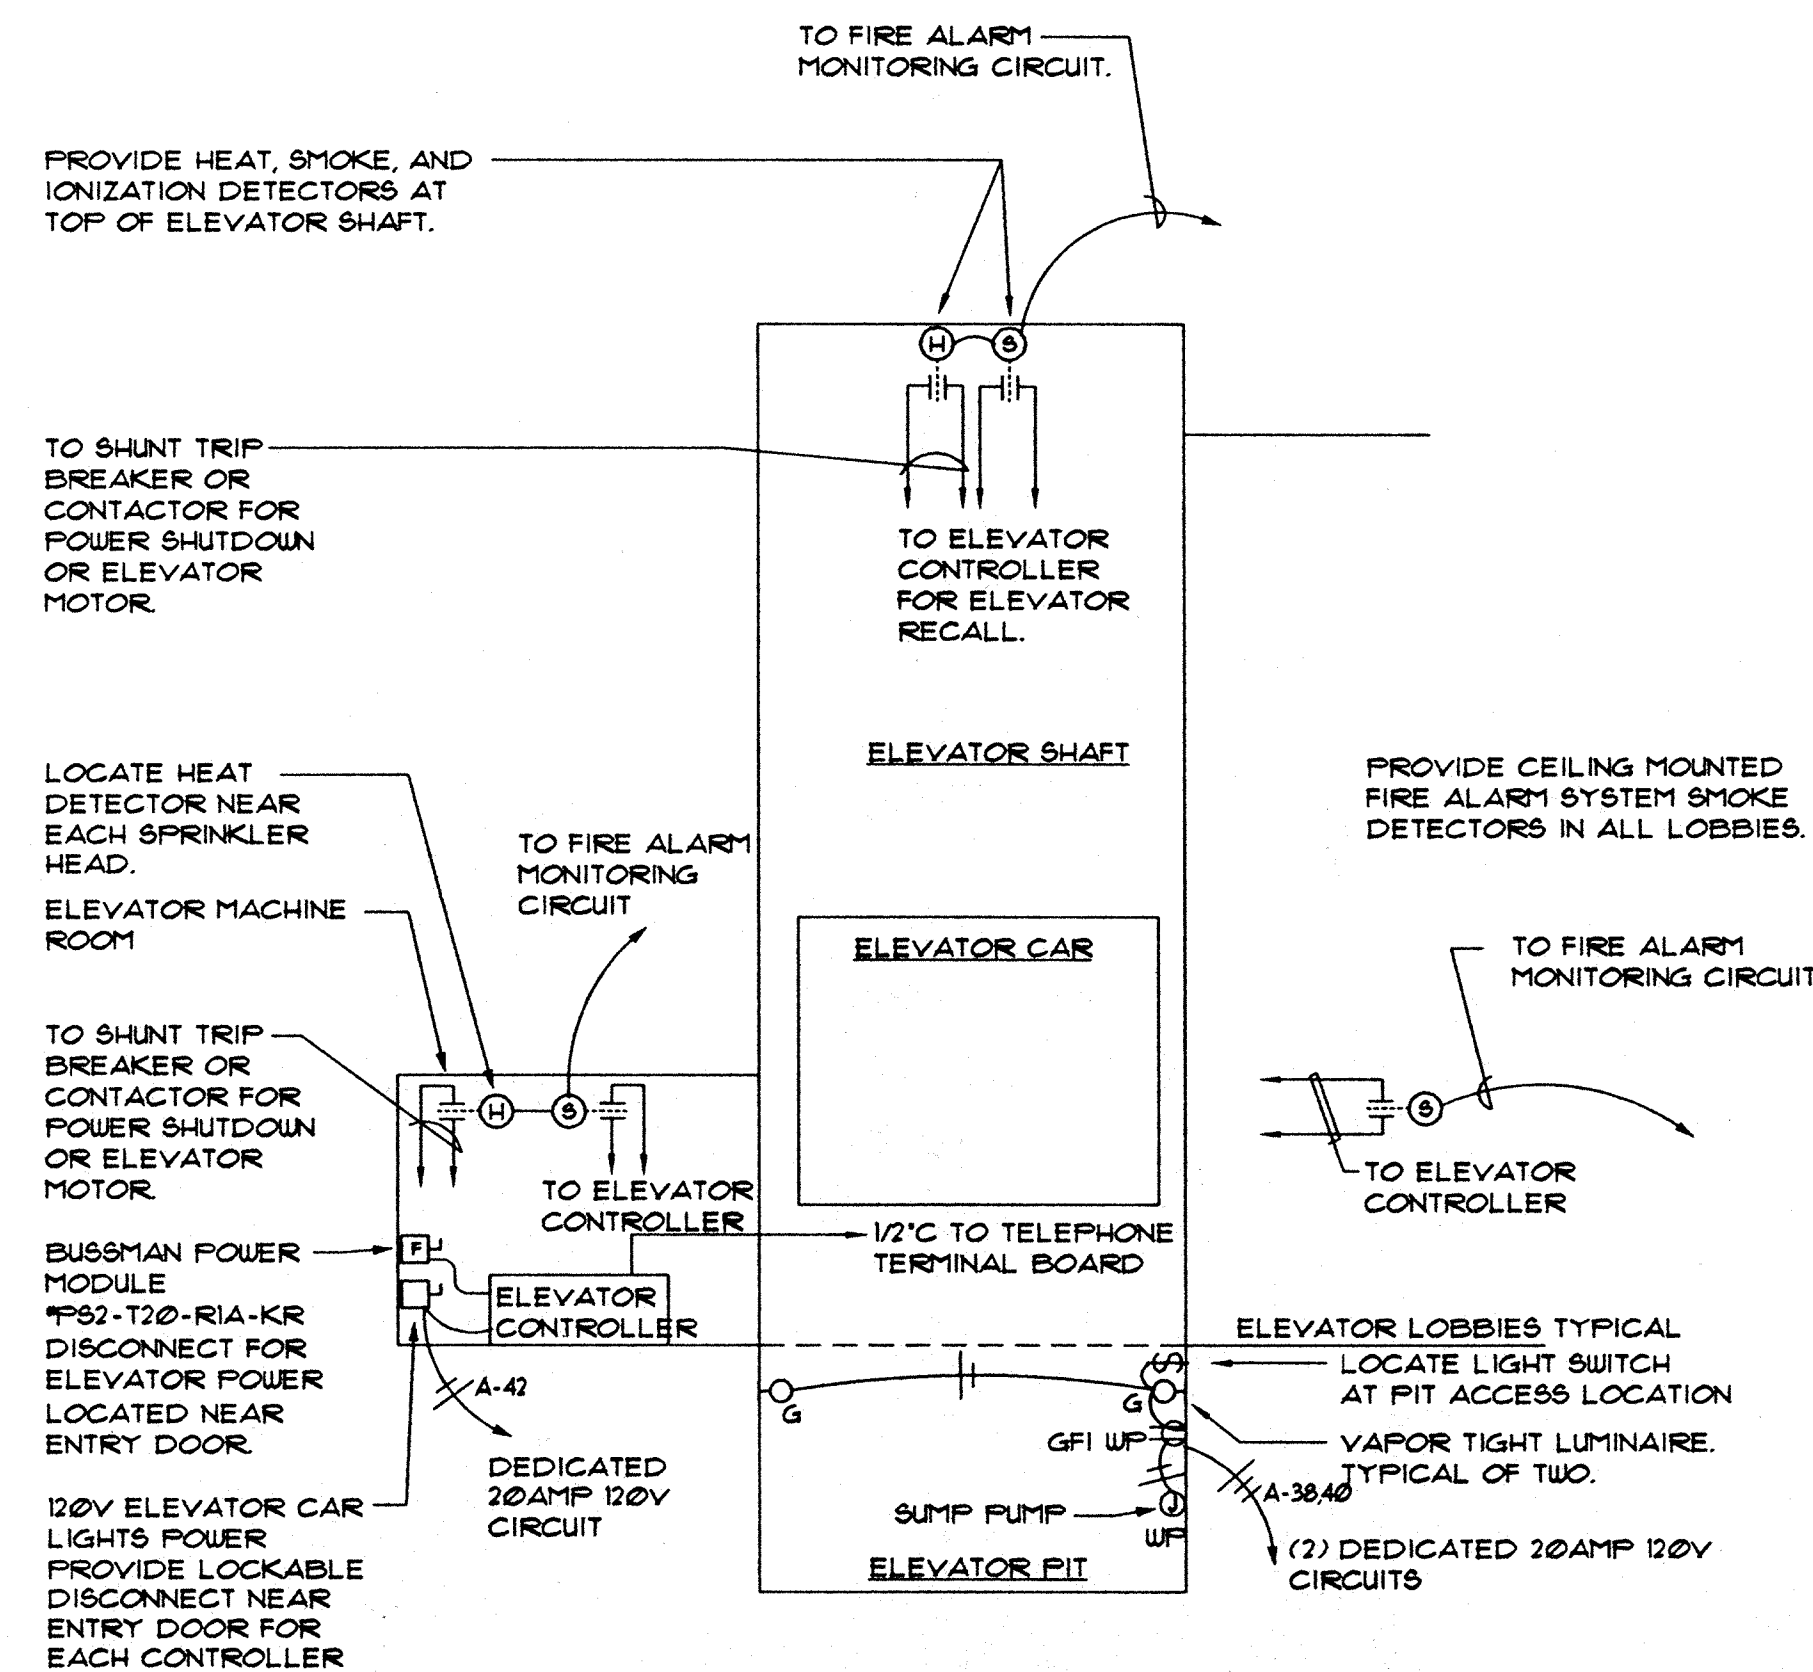 TO FIRE ALARM
MONITORING CIRCUIT.
PROVIDE HEAT, SMOKE, AND
IONIZATION DETECTORS AT
TOP OF ELEVATOR SHAFT.
H
S
TO SHUNT TRIP
BREAKER OR
CONTACTOR FOR
POWER SHUTDOWN
OR ELEVATOR
MOTOR.
TO ELEVATOR
CONTROLLER
FOR ELEVATOR
RECALL.
ELEVATOR SHAFT
PROVIDE CEILING MOUNTED
FIRE ALARM SYSTEM SMOKE
DETECTORS IN ALL LOBBIES.
LOCATE HEAT
DETECTOR NEAR
EACH SPRINKLER
HEAD.
TO FIRE ALARM
MONITORING
CIRCUIT
ELEVATOR MACHINE
ROOM
ELEVATOR CAR
TO FIRE ALARM
MONITORING CIRCUIT
TO SHUNT TRIP
BREAKER OR
CONTACTOR FOR
POWER SHUTDOWN
OR ELEVATOR
MOTOR.
H
S
S
TO ELEVATOR
CONTROLLER
TO ELEVATOR
CONTROLLER
1/2"C TO TELEPHONE
TERMINAL BOARD
BUSSMAN POWER
MODULE
#PS2-T20-R1A-KR
DISCONNECT FOR
ELEVATOR POWER
LOCATED NEAR
ENTRY DOOR.
F
ELEVATOR
CONTROLLER
ELEVATOR LOBBIES TYPICAL
LOCATE LIGHT SWITCH
AT PIT ACCESS LOCATION
S
A-42
G
G
GFI WP
VAPOR TIGHT LUMINAIRE.
TYPICAL OF TWO.
DEDICATED
20AMP 120V
CIRCUIT
A-38,40
SUMP PUMP
J
WP
120V ELEVATOR CAR
LIGHTS POWER
PROVIDE LOCKABLE
DISCONNECT NEAR
ENTRY DOOR FOR
EACH CONTROLLER
(2) DEDICATED 20AMP 120V
CIRCUITS
ELEVATOR PIT